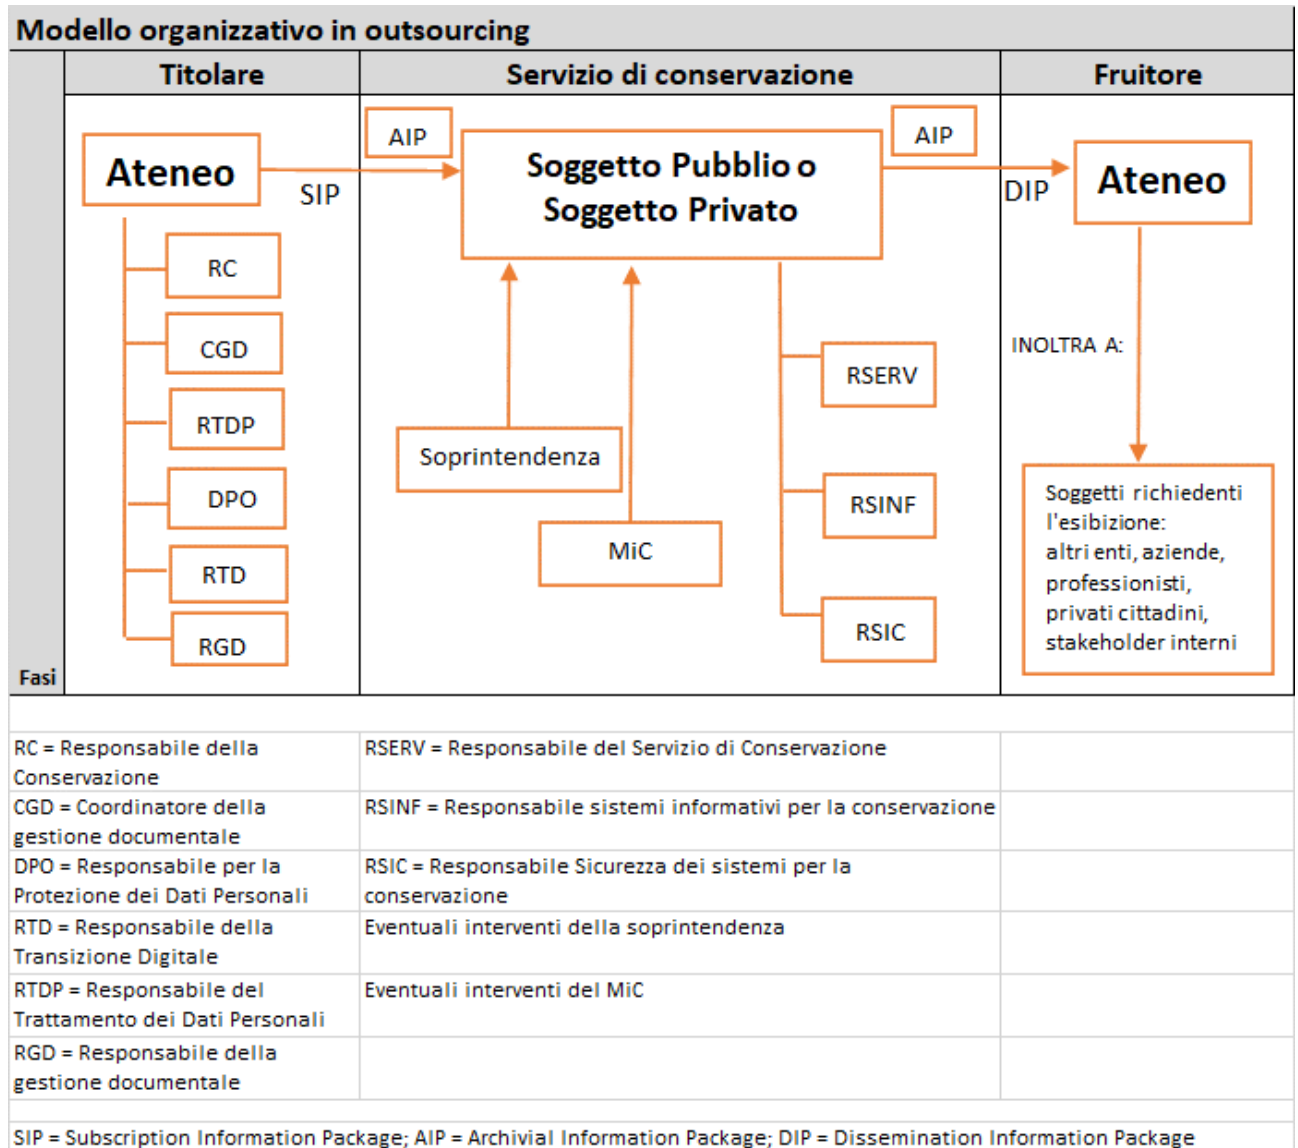 Modello organizzativo in outsourcing
Titolare
Servizio di conservazione
Fruitore
Ateneo
SIP
RC
CGD
RTDP
DPO
RTD
RGD
AIP
Soggetto Pubblio o
Soggetto Privato
AIP
Soprintendenza
MiC
RSERV
RSINF
RSIC
DIP
Ateneo
INOLTRA A:
Soggetti richiedenti
l'esibizione:
altri enti, aziende,
professionisti,
privati cittadini,
stakeholder interni
Fasi
RC = Responsabile della
Conservazione
RSERV = Responsabile del Servizio di Conservazione
CGD = Coordinatore della
gestione documentale
RSINF = Responsabile sistemi informativi per la conservazione
DPO = Responsabile per la
Protezione dei Dati Personali
RSIC = Responsabile Sicurezza dei sistemi per la
conservazione
RTD = Responsabile della
Transizione Digitale
Eventuali interventi della soprintendenza
RTDP = Responsabile del
Trattamento dei Dati Personali
Eventuali interventi del MiC
RGD = Responsabile della
gestione documentale
SIP = Subscription Information Package; AIP = Archivial Information Package; DIP = Dissemination Information Package